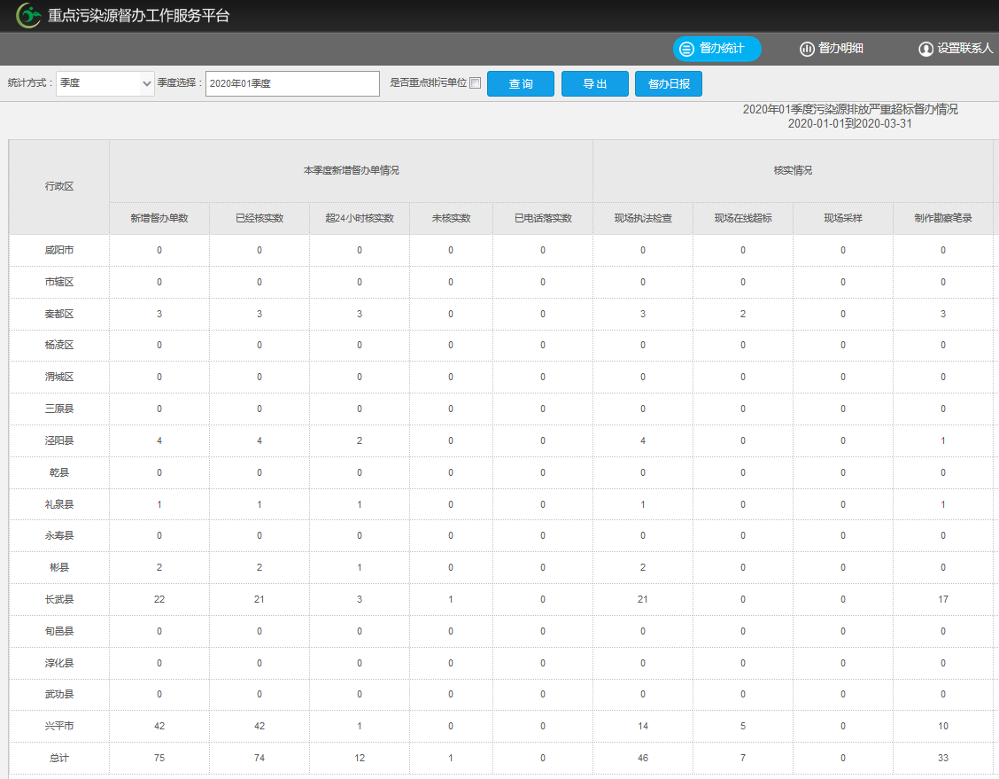 重点污染源督办工作服务平台
督办统计 督办明细 设置联系人
统计方式： 季度 季度选择： 2020年01季度 是否重点排污单位 查 询 导 出 督办日报
2020年01季度污染源排放严重超标督办情况
2020-01-01到2020-03-31
行政区 本季度新增督办单情况 核实情况
新增督办单数 已经核实数 超24小时核实数 未核实数 已电话落实数 现场执法检查 现场在线超标 现场采样 制作勘察笔录
咸阳市 0 0 0 0 0 0 0 0 0
市辖区 0 0 0 0 0 0 0 0 0
秦都区 3 3 3 0 0 3 2 0 3
杨凌区 0 0 0 0 0 0 0 0 0
渭城区 0 0 0 0 0 0 0 0 0
三原县 0 0 0 0 0 0 0 0 0
泾阳县 4 4 2 0 0 4 0 0 1
乾县 0 0 0 0 0 0 0 0 0
礼泉县 1 1 1 0 0 1 0 0 1
永寿县 0 0 0 0 0 0 0 0 0
彬县 2 2 1 0 0 2 0 0 0
长武县 22 21 3 1 0 21 0 0 17
旬邑县 0 0 0 0 0 0 0 0 0
淳化县 0 0 0 0 0 0 0 0 0
武功县 0 0 0 0 0 0 0 0 0
兴平市 42 42 1 0 0 14 5 0 10
总计 75 74 12 1 0 46 7 0 33